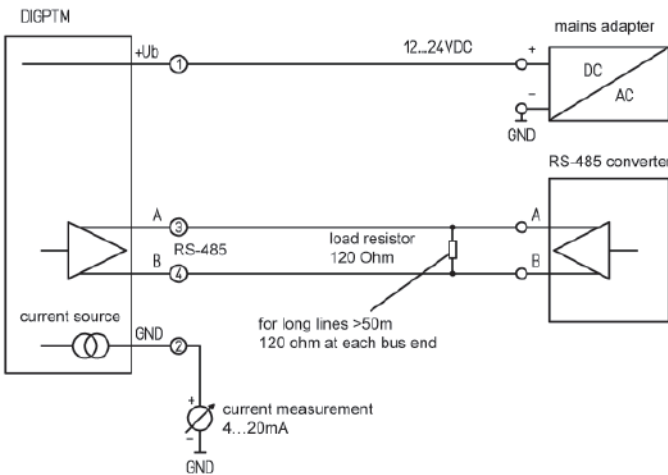 DIGPTM
mains adapter
+Ub
1
12...24VDC
+
DC
AC
-
GND
RS-485 converter
A
3
A
RS-485
load resistor
120 Ohm
B
4
B
current source
GND
2
for long lines >50m
120 ohm at each bus end
+
current measurement
4...20mA
-
GND